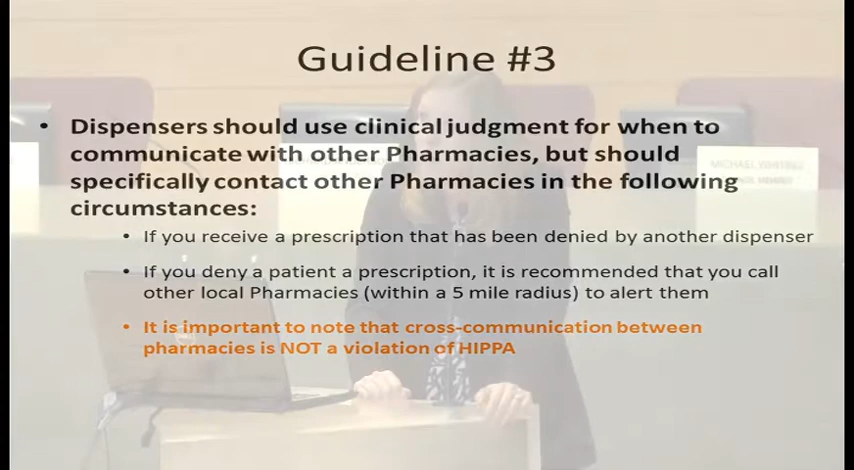 Guideline #3
• Dispensers should use clinical judgment for when to
communicate with other Pharmacies, but should
specifically contact other Pharmacies in the following
circumstances:
• If you receive a prescription that has been denied by another dispenser
• If you deny a patient a prescription, it is recommended that you call
other local Pharmacies (within a 5 mile radius) to alert them
• It is important to note that cross-communication between
pharmacies is NOT a violation of HIPPA
MICHAEL